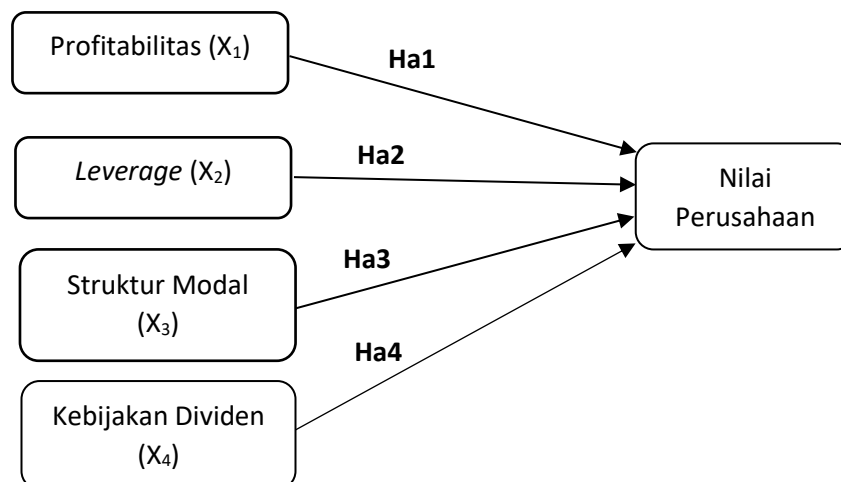 Profitabilitas (X₁)
Ha1
Leverage (X₂)
Ha2
Nilai
Perusahaan
Struktur Modal
(X₃)
Ha3
Ha4
Kebijakan Dividen
(X₄)